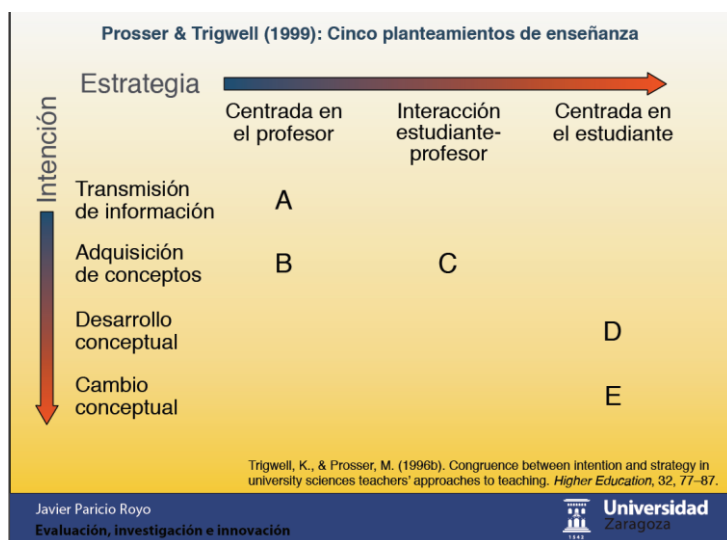 Prosser & Trigwell (1999): Cinco planteamientos de enseñanza
Estrategia
Centrada en
el profesor
Interacción
estudiante-
profesor
Centrada en
el estudiante
Intención
Transmisión
de información
A
Adquisición
de conceptos
B
C
Desarrollo
conceptual
D
Cambio
conceptual
E
Trigwell, K., & Prosser, M. (1996b). Congruence between intention and strategy in
university sciences teachers' approaches to teaching. Higher Education, 32, 77–87.
Javier Paricio Royo
Evaluación, investigación e innovación
Universidad
Zaragoza
1542